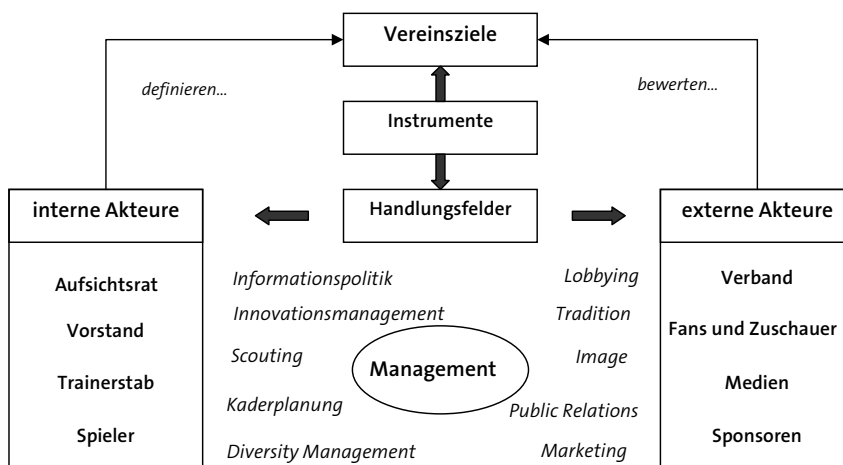 Vereinsziele
definieren...
bewerten...
Instrumente
interne Akteure
Handlungsfelder
externe Akteure
Aufsichtsrat
Vorstand
Trainerstab
Spieler
Informationspolitik
Innovationsmanagement
Scouting
Kaderplanung
Diversity Management
Management
Lobbying
Tradition
Image
Public Relations
Marketing
Verband
Fans und Zuschauer
Medien
Sponsoren